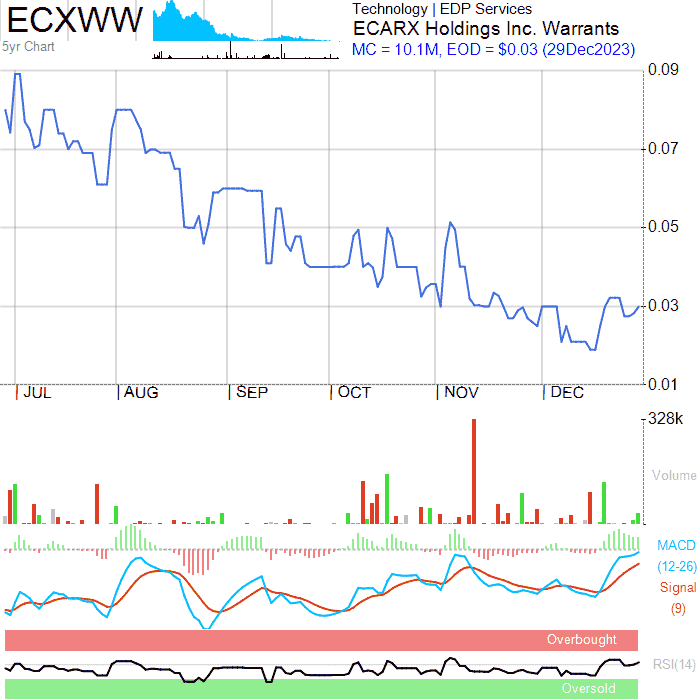 ECXWW
5yr Chart
Technology | EDP Services
ECARX Holdings Inc. Warrants
MC = 10.1M, EOD = $0.03 (29Dec2023)
0.09
0.07
0.05
0.03
0.01
JUL AUG SEP OCT NOV DEC
328k
Volume
MACD
(12-26)
Signal
(9)
Overbought
RSI(14)
Oversold